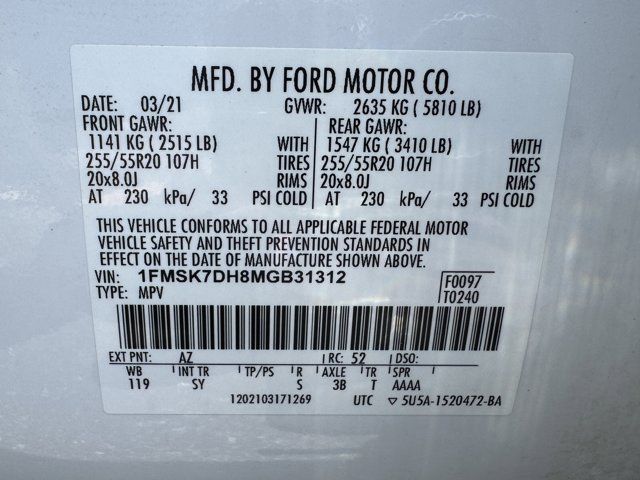 MFD. BY FORD MOTOR CO.
DATE: 03/21 GVWR: 2635 KG ( 5810 LB)
FRONT GAWR: REAR GAWR:
1141 KG ( 2515 LB) WITH 1547 KG ( 3410 LB) WITH
255/55R20 107H TIRES 255/55R20 107H TIRES
20x8.0J RIMS 20x8.0J RIMS
AT 230 kPa/ 33 PSI COLD AT 230 kPa/ 33 PSI COLD
THIS VEHICLE CONFORMS TO ALL APPLICABLE FEDERAL MOTOR
VEHICLE SAFETY AND THEFT PREVENTION STANDARDS IN
EFFECT ON THE DATE OF MANUFACTURE SHOWN ABOVE.
VIN: 1FMSK7DH8MGB31312 F0097
TYPE: MPV T0240
EXT PNT: AZ RC: 52 DSO:
WB INT TR TP/PS R AXLE TR SPR
119 SY S 3B T AAAA
1202103171269 UTC ▽ 5U5A-1520472-BA